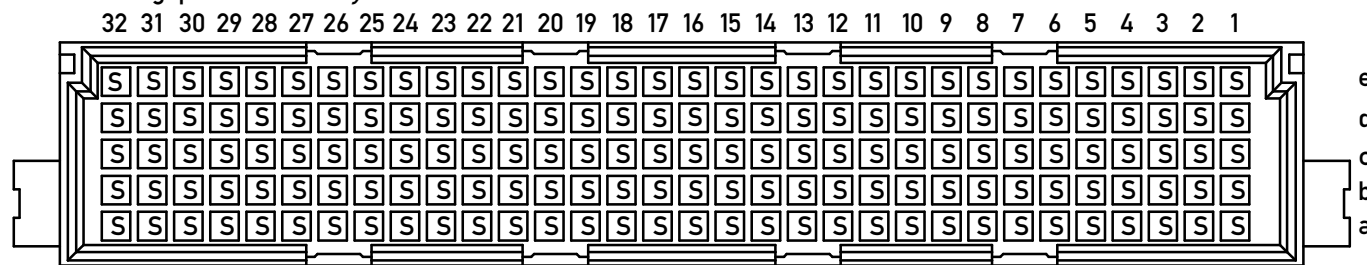 32 31 30 29 28 27 26 25 24 23 22 21 20 19 18 17 16 15 14 13 12 11 10 9 8 7 6 5 4 3 2 1
S S S S S S S S S S S S S S S S S S S S S S S S S S S S S S S S e
S S S S S S S S S S S S S S S S S S S S S S S S S S S S S S S S
S S S S S S S S S S S S S S S S S S S S S S S S S S S S S S S S c
S S S S S S S S S S S S S S S S S S S S S S S S S S S S S S S S b
S S S S S S S S S S S S S S S S S S S S S S S S S S S S S S S S a